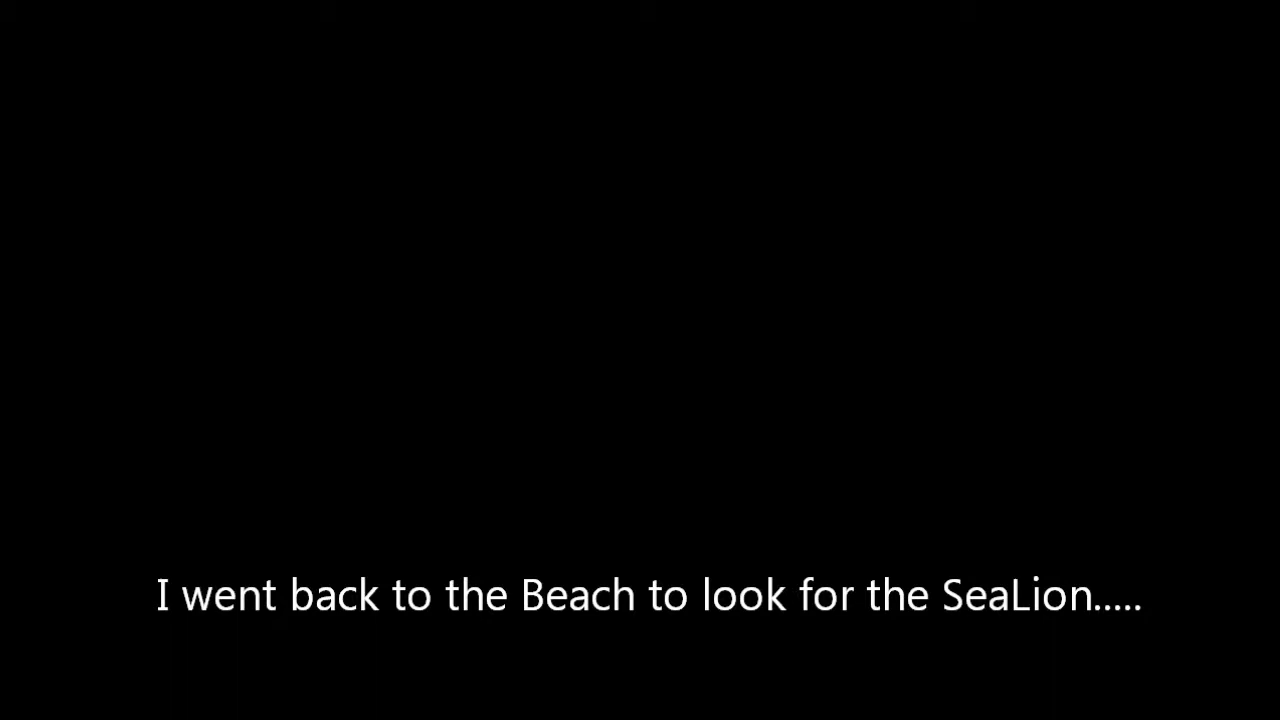 I went back to the Beach to look for the SeaLion.....